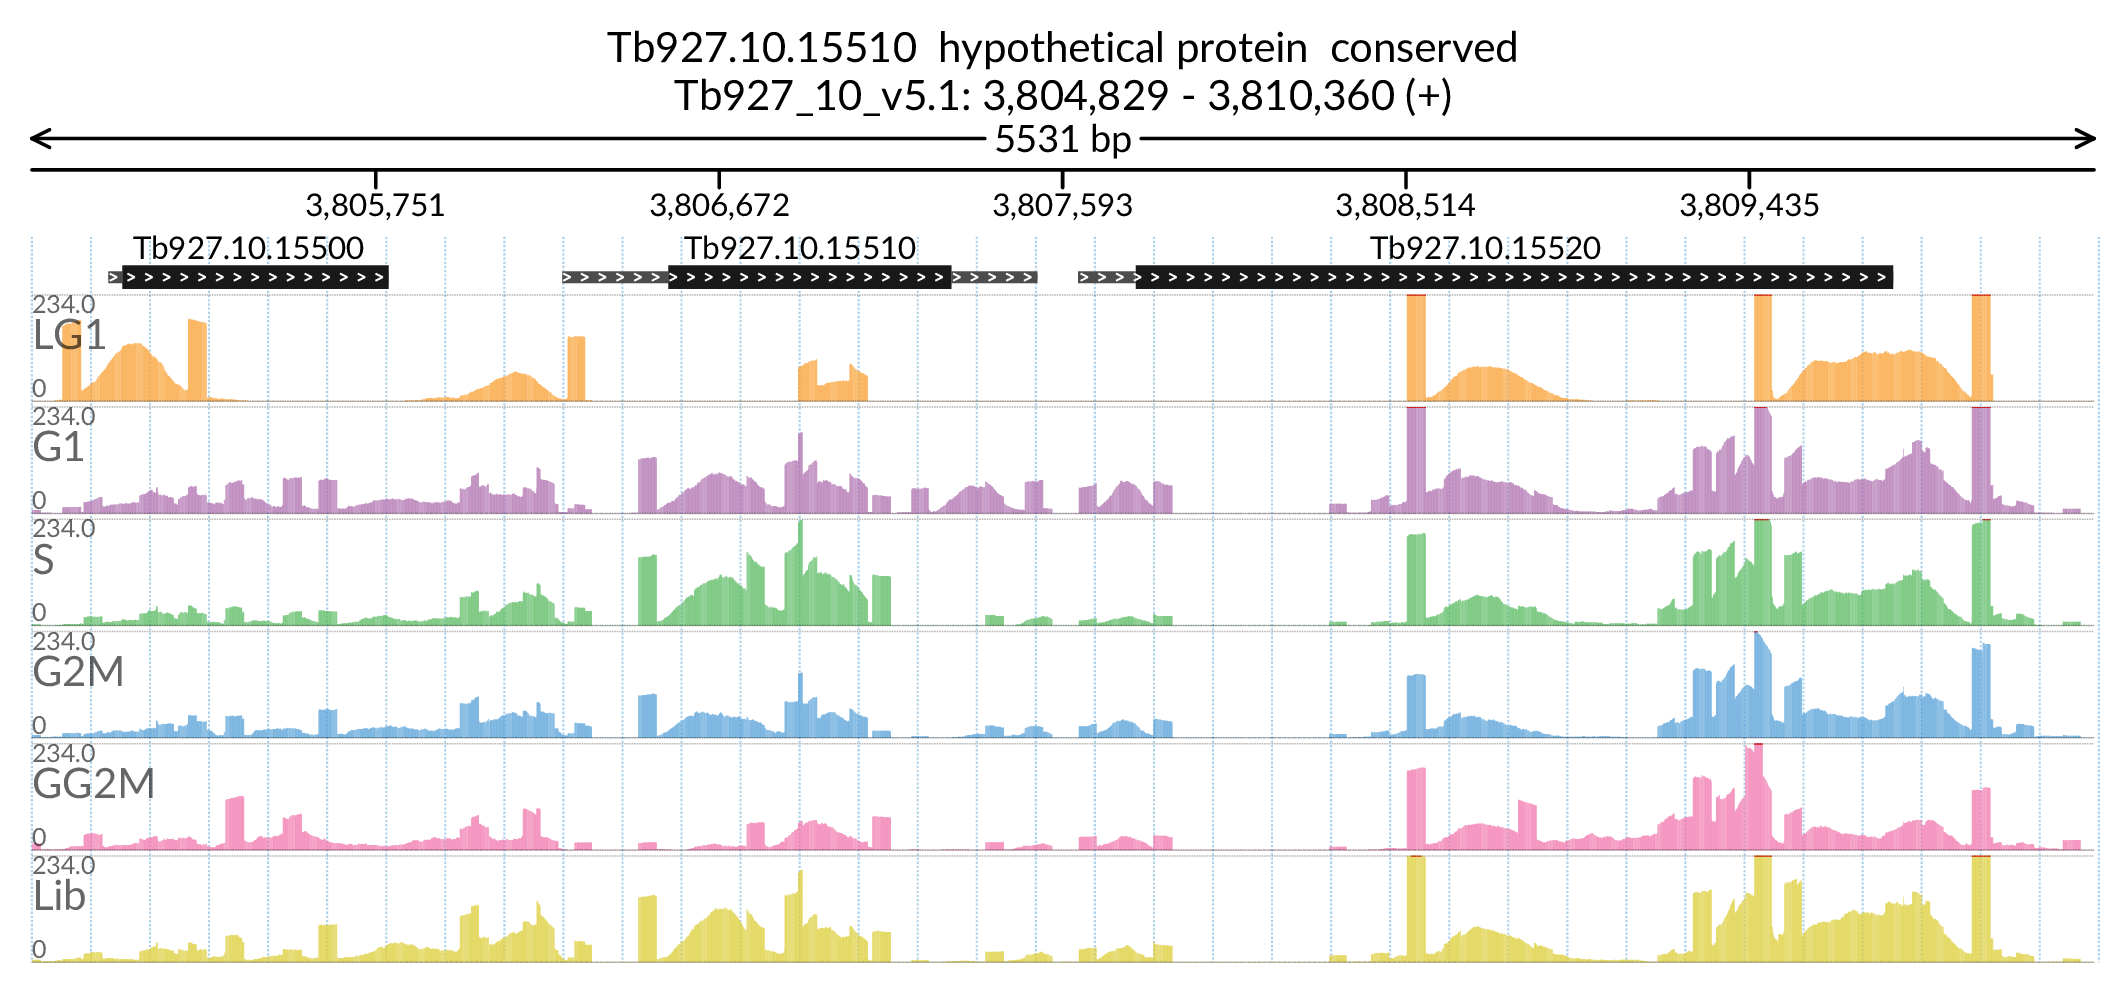 Tb927.10.15510 hypothetical protein conserved
Tb927_10_v5.1: 3,804,829 - 3,810,360 (+)
5531 bp
3,805,751 3,806,672 3,807,593 3,808,514 3,809,435
Tb927.10.15500 Tb927.10.15510 Tb927.10.15520
234.0
LG1
0
234.0
G1
0
234.0
S
0
234.0
G2M
0
234.0
GG2M
0
234.0
Lib
0